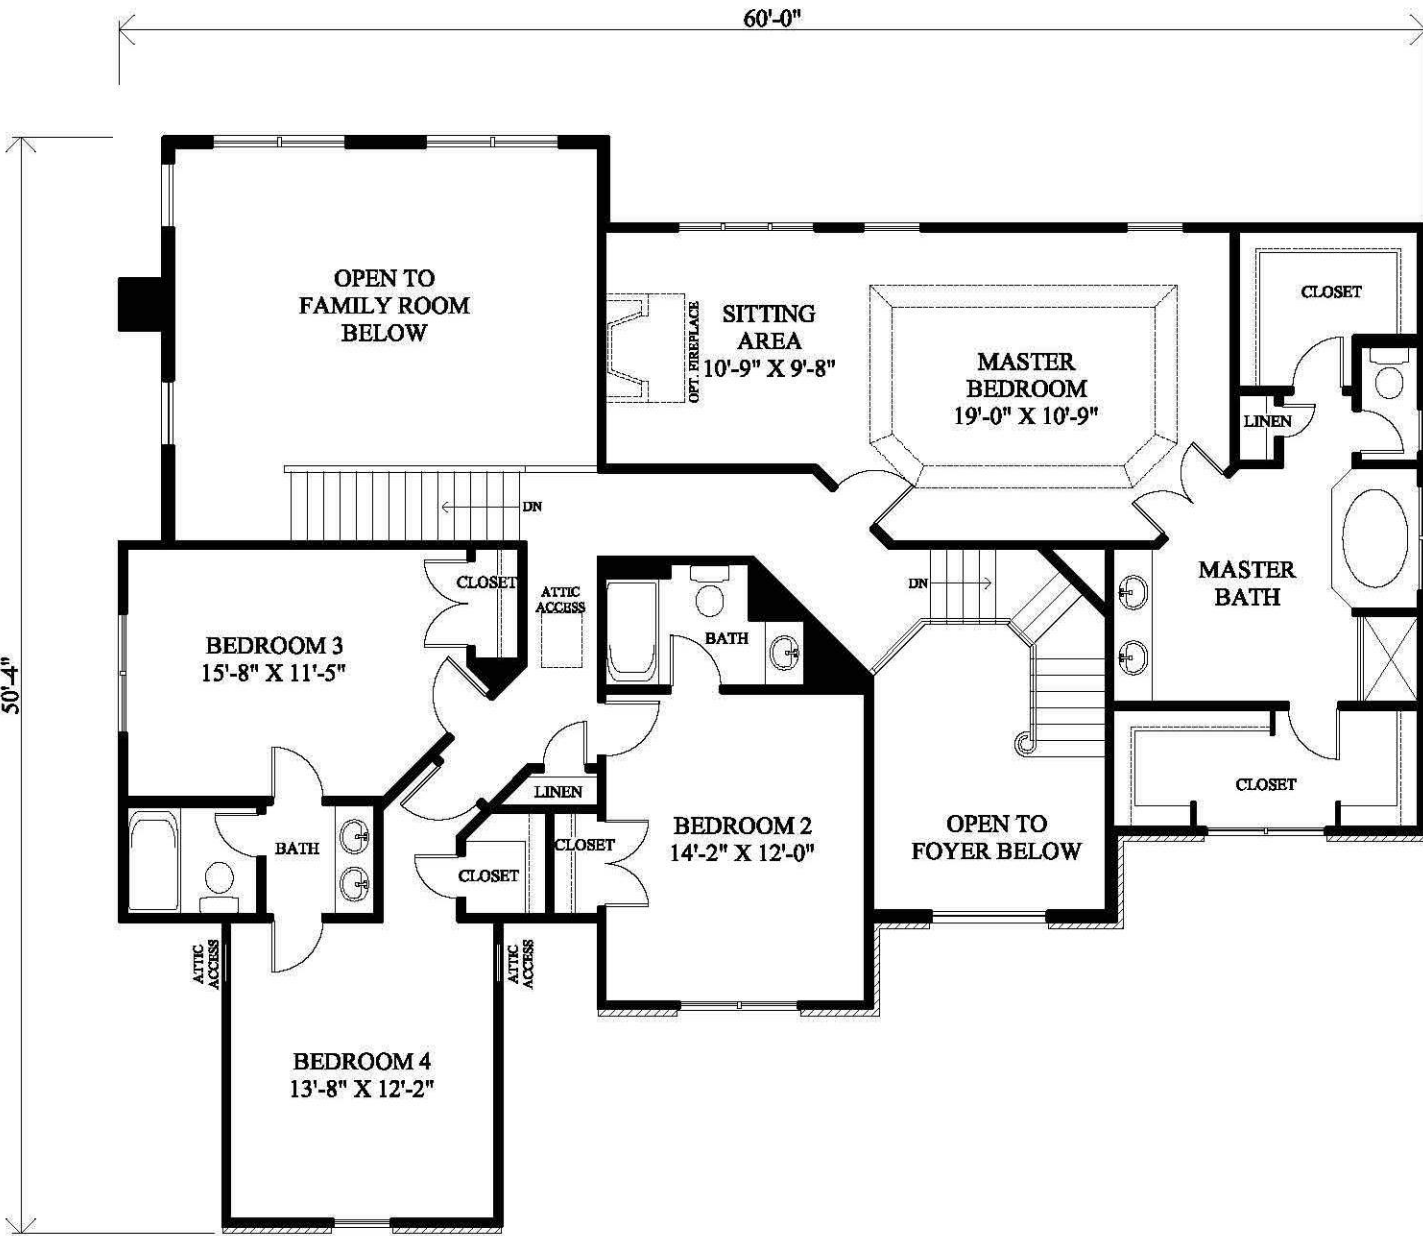 60'-0"
50'-4"
OPEN TO
FAMILY ROOM
BELOW
OPT. FIREPLACE
SITTING
AREA
10'-9" X 9'-8"
MASTER
BEDROOM
19'-0" X 10'-9"
CLOSET
LINEN
DN
MASTER
BATH
DN
CLOSET
ATTIC
ACCESS
BEDROOM 3
15'-8" X 11'-5"
BATH
LINEN
CLOSET
OPEN TO
FOYER BELOW
BEDROOM 2
14'-2" X 12'-0"
CLOSET
BATH
CLOSET
ATTIC
ACCESS
ATTIC
ACCESS
BEDROOM 4
13'-8" X 12'-2"